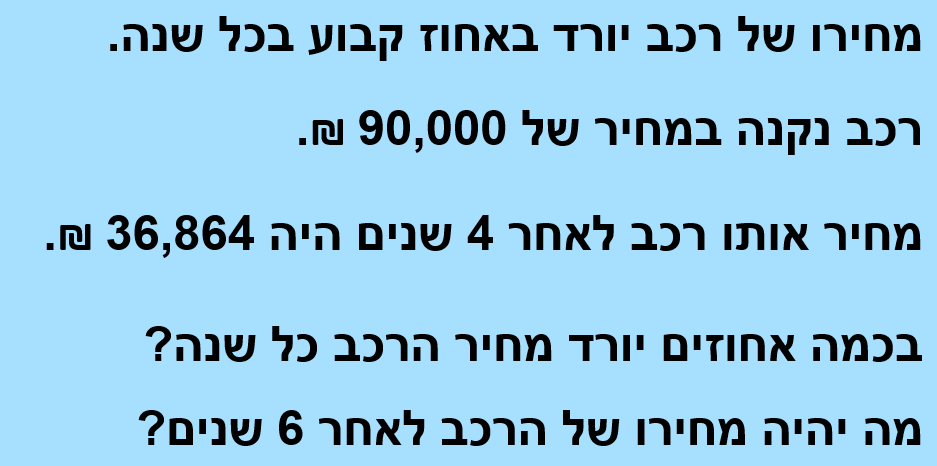 מחירו של רכב יורד באחוז קבוע בכל שנה.
רכב נקנה במחיר של 90,000 ₪.
מחיר אותו רכב לאחר 4 שנים היה 36,864 ₪.
בכמה אחוזים יורד מחיר הרכב כל שנה?
מה יהיה מחירו של הרכב לאחר 6 שנים?